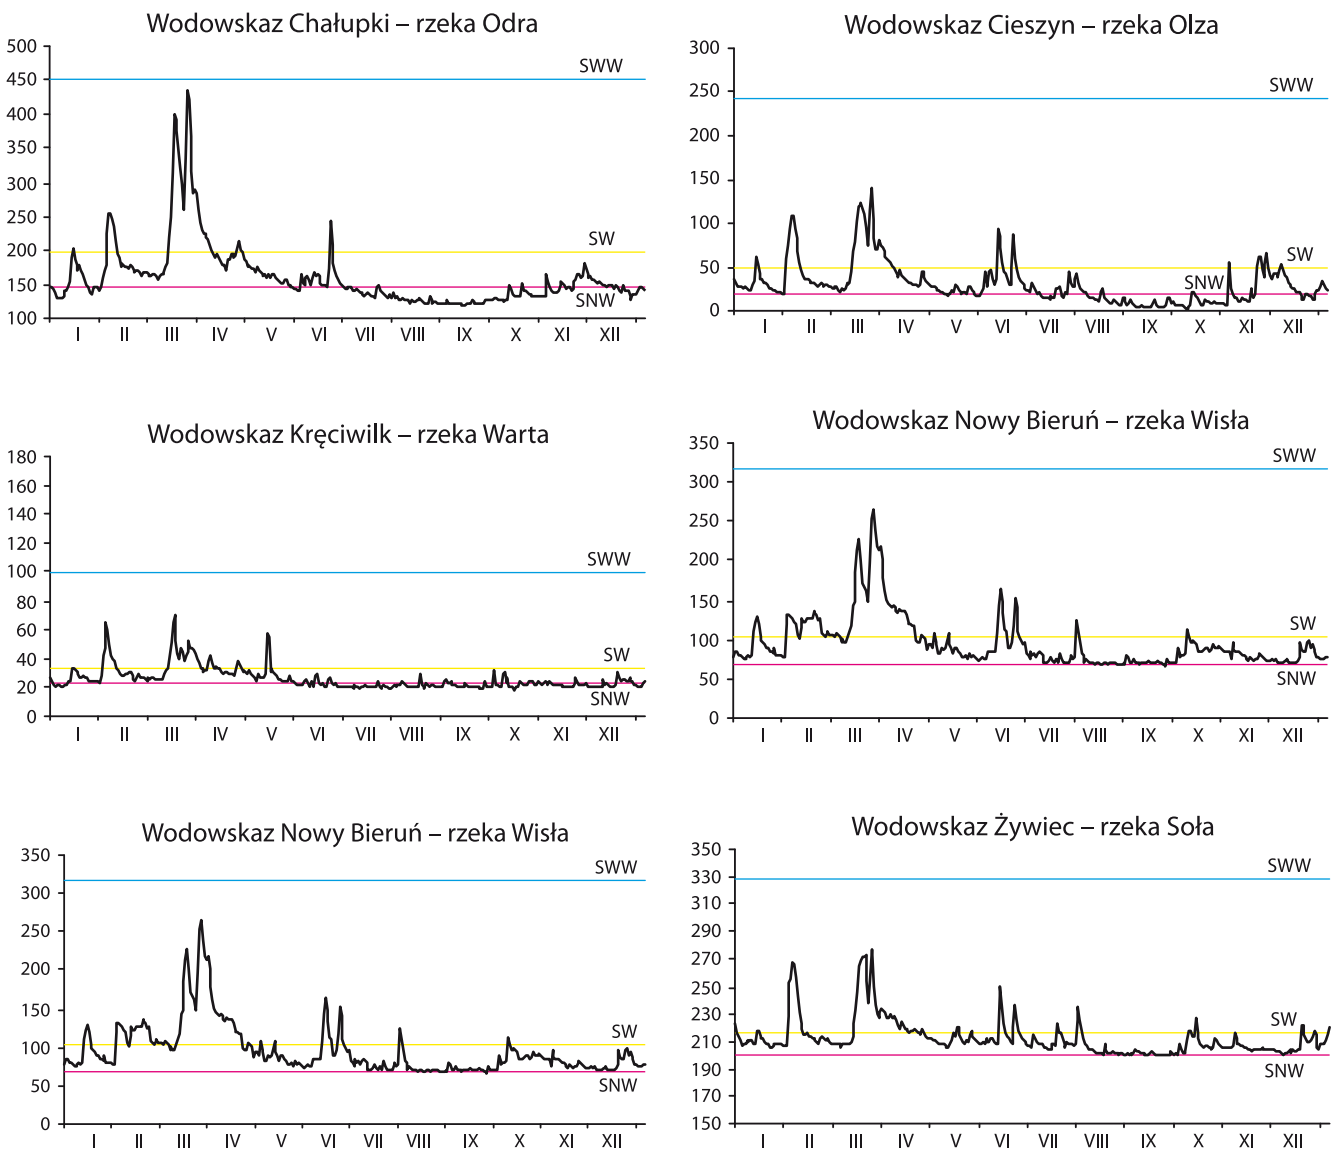 Wodowskaz Chałupki – rzeka Odra
500
450
400
350
300
250
200
150
100
SWW
SW
SNW
I II III IV V VI VII VIII IX X XI XII
Wodowskaz Cieszyn – rzeka Olza
300
250
200
150
100
50
0
SWW
SW
SNW
I II III IV V VI VII VIII IX X XI XII
Wodowskaz Kręciwilk – rzeka Warta
180
160
140
120
100
80
60
40
20
0
SWW
SW
SNW
I II III IV V VI VII VIII IX X XI XII
Wodowskaz Nowy Bieruń – rzeka Wisła
350
300
250
200
150
100
50
0
SWW
SW
SNW
I II III IV V VI VII VIII IX X XI XII
Wodowskaz Nowy Bieruń – rzeka Wisła
350
300
250
200
150
100
50
0
SWW
SW
SNW
I II III IV V VI VII VIII IX X XI XII
Wodowskaz Żywiec – rzeka Soła
350
330
310
290
270
250
230
210
190
170
150
SWW
SW
SNW
I II III IV V VI VII VIII IX X XI XII